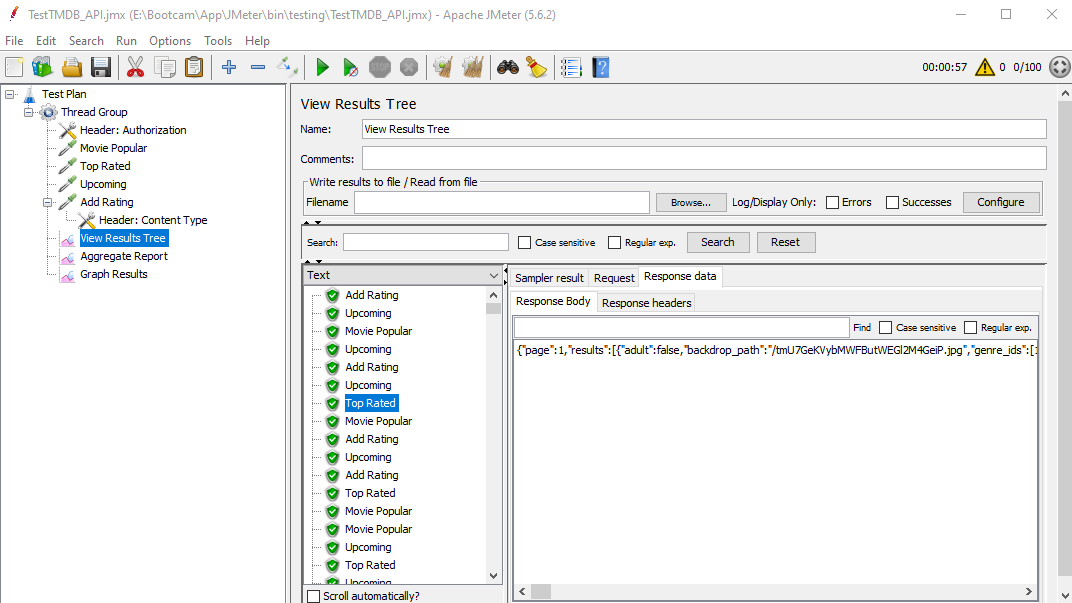 TestTMDB_API.jmx (E:\Bootcam\App\JMeter\bin\testing\TestTMDB_API.jmx) - Apache JMeter (5.6.2)
File Edit Search Run Options Tools Help
STOP
00:00:57 0 0/100
Test Plan
Thread Group
Header: Authorization
Movie Popular
Top Rated
Upcoming
Add Rating
Header: Content Type
View Results Tree
Aggregate Report
Graph Results
View Results Tree
Name: View Results Tree
Comments:
Write results to file / Read from file
Filename Browse... Log/Display Only: Errors Successes Configure
Search: Case sensitive Regular exp. Search Reset
Text
Add Rating
Upcoming
Movie Popular
Upcoming
Add Rating
Upcoming
Top Rated
Movie Popular
Add Rating
Upcoming
Add Rating
Top Rated
Movie Popular
Movie Popular
Upcoming
Top Rated
Upcoming
Scroll automatically?
Sampler result Request Response data
Response Body Response headers
Find Case sensitive Regular exp.
{"page":1,"results":[{"adult":false,"backdrop_path":"/tmU7GeKVybMWFButWEGl2M4GeiP.jpg","genre_ids":[1